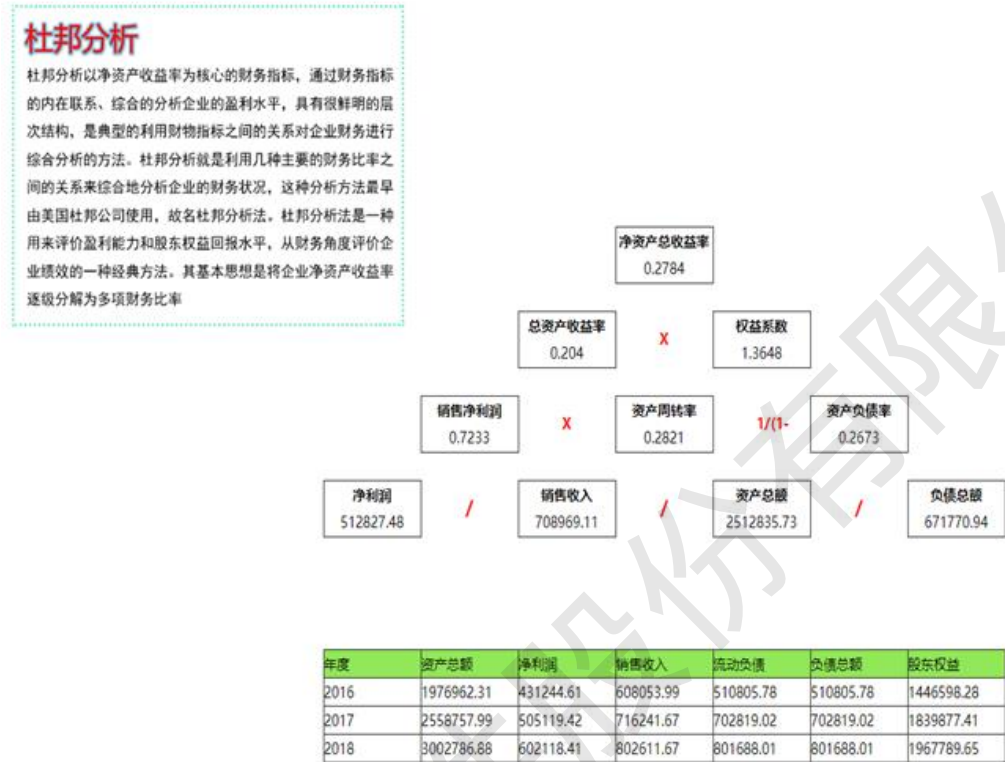 杜邦分析
杜邦分析以净资产收益率为核心的财务指标，通过财务指标
的内在联系、综合的分析企业的盈利水平，具有很鲜明的层
次结构，是典型的利用财物指标之间的关系对企业财务进行
综合分析的方法。杜邦分析就是利用几种主要的财务比率之
间的关系来综合地分析企业的财务状况，这种分析方法最早
由美国杜邦公司使用，故名杜邦分析法。杜邦分析法是一种
用来评价盈利能力和股东权益回报水平，从财务角度评价企
业绩效的一种经典方法。其基本思想是将企业净资产收益率
逐级分解为多项财务比率
净资产总收益率
0.2784
总资产收益率 X 权益系数
0.204 1.3648
销售净利润 X 资产周转率 1/(1- 资产负债率
0.7233 0.2821 0.2673
净利润 / 销售收入 / 资产总额 / 负债总额
512827.48 708969.11 2512835.73 671770.94
年度 资产总额 净利润 销售收入 流动负债 负债总额 股东权益
2016 1976962.31 431244.61 608053.99 510805.78 510805.78 1446598.28
2017 2558757.99 505119.42 716241.67 702819.02 702819.02 1839877.41
2018 3002786.88 602118.41 802611.67 801688.01 801688.01 1967789.65
股份有限